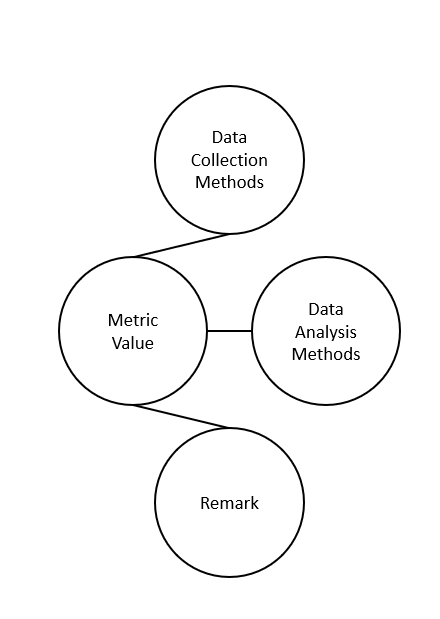 Data
Collection
Methods
Metric
Value
Data
Analysis
Methods
Remark